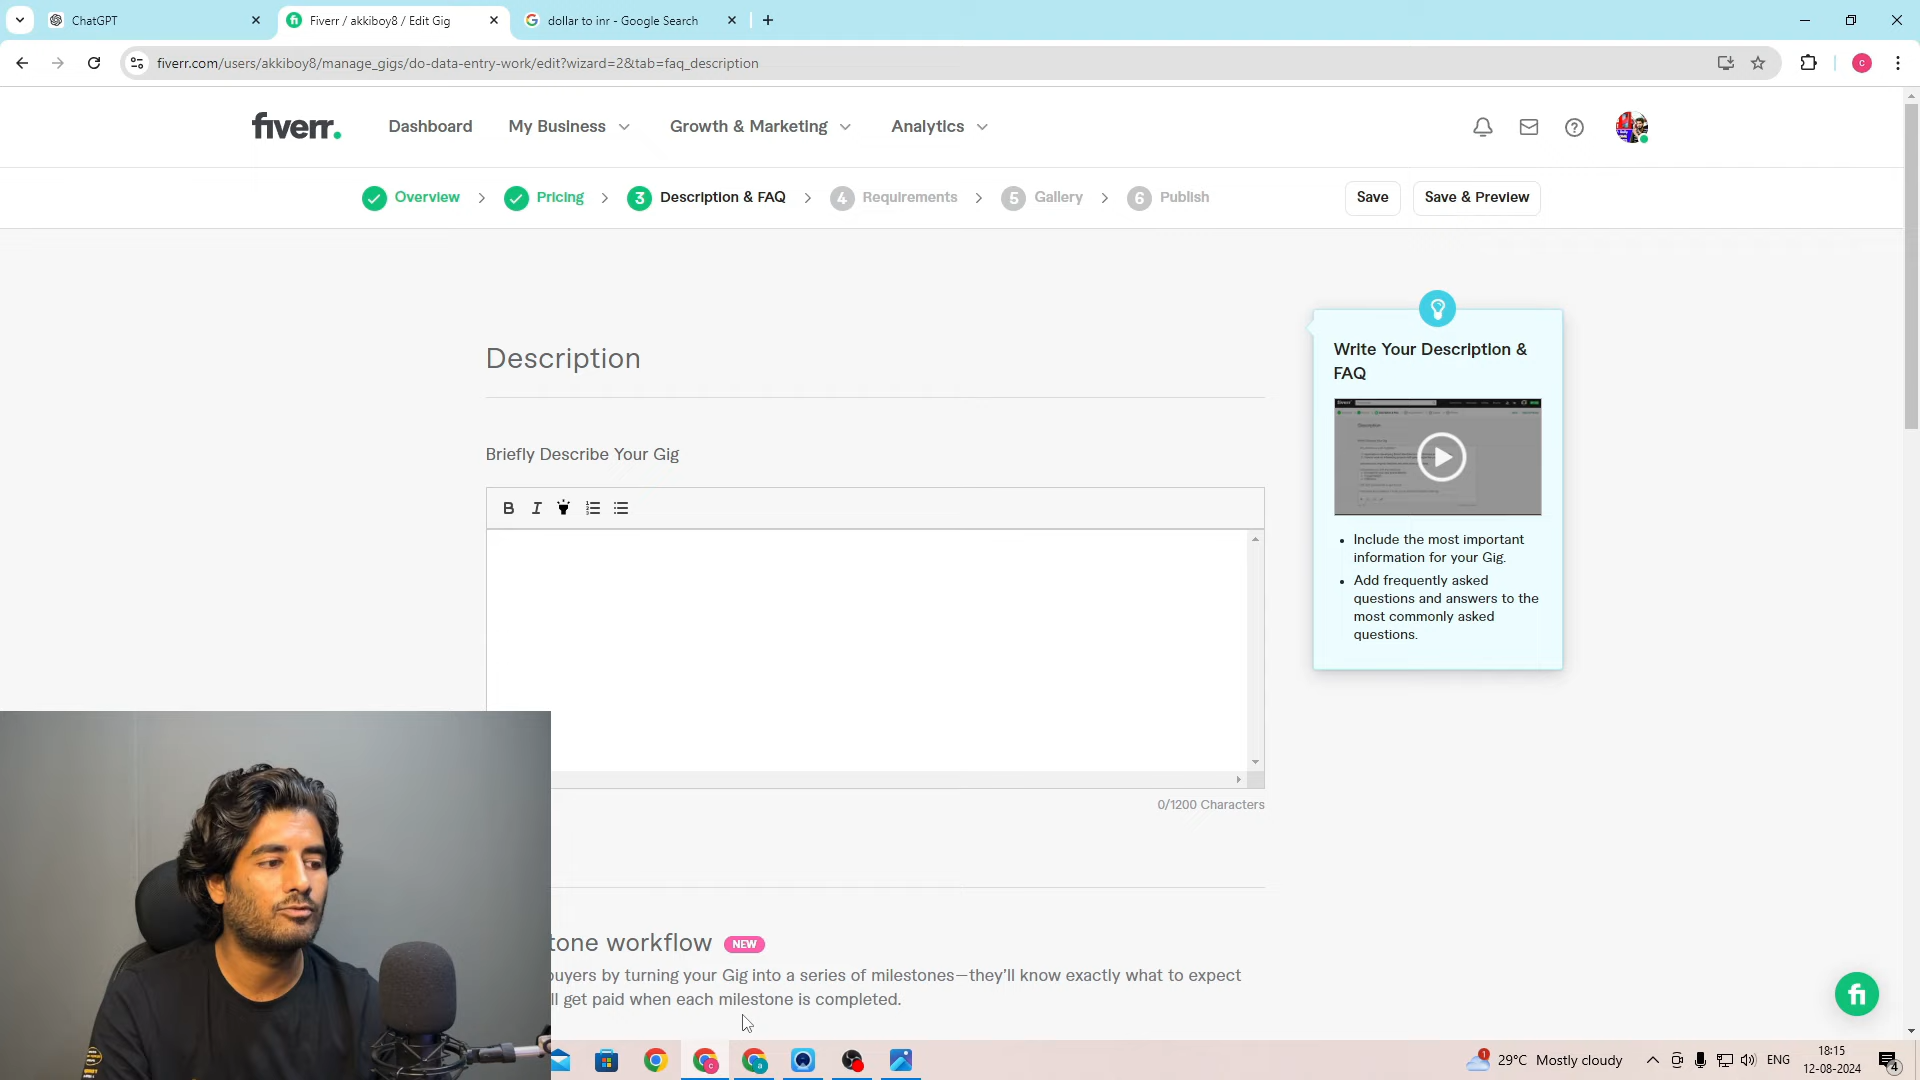 ChatGPT
Fiverr / akkiboy8 / Edit Gig
dollar to inr - Google Search
fiverr.com/users/akkiboy8/manage_gigs/do-data-entry-work/edit?wizard=2&tab=faq_description
fiverr.
Dashboard
My Business
Growth & Marketing
Analytics
Overview
Pricing
3 Description & FAQ
4 Requirements
5 Gallery
6 Publish
Save
Save & Preview
Description
Briefly Describe Your Gig
B I
0/1200 Characters
Write Your Description &
FAQ
Include the most important
information for your Gig.
Add frequently asked
questions and answers to the
most commonly asked
questions.
tone workflow NEW
buyers by turning your Gig into a series of milestones—they'll know exactly what to expect
ll get paid when each milestone is completed.
fi
1
29°C Mostly cloudy
ENG
18:15
12-08-2024
4